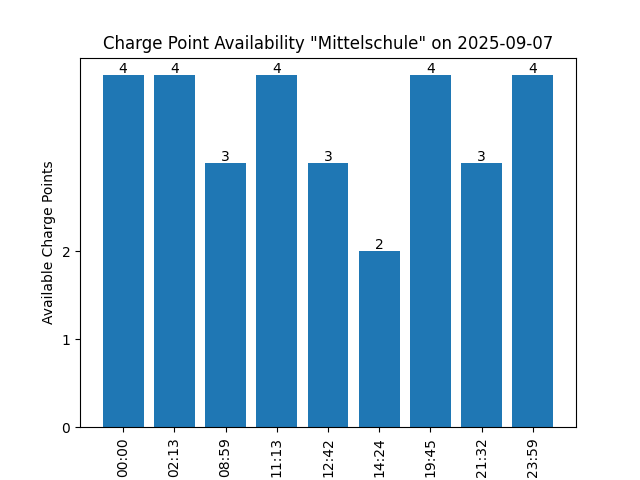 Charge Point Availability "Mittelschule" on 2025-09-07
4 4 3 4 3 2 4 3 4
Available Charge Points
2
1
0
00:00 02:13 08:59 11:13 12:42 14:24 19:45 21:32 23:59